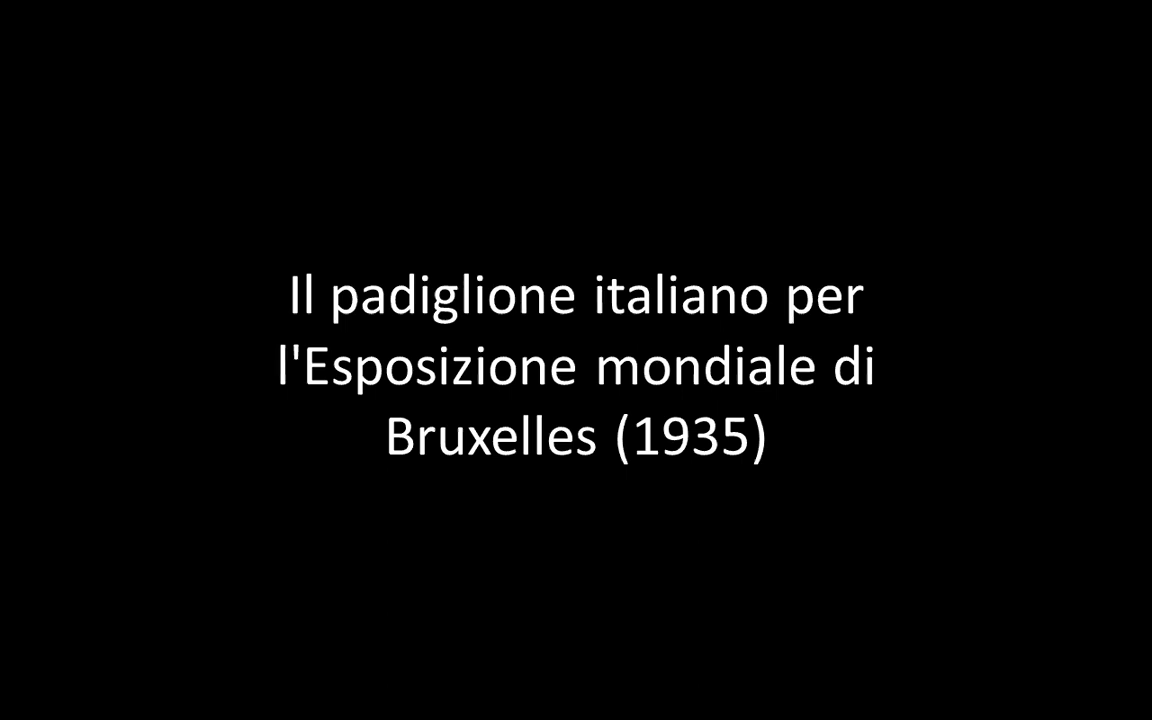 Il padiglione italiano per
l'Esposizione mondiale di
Bruxelles (1935)